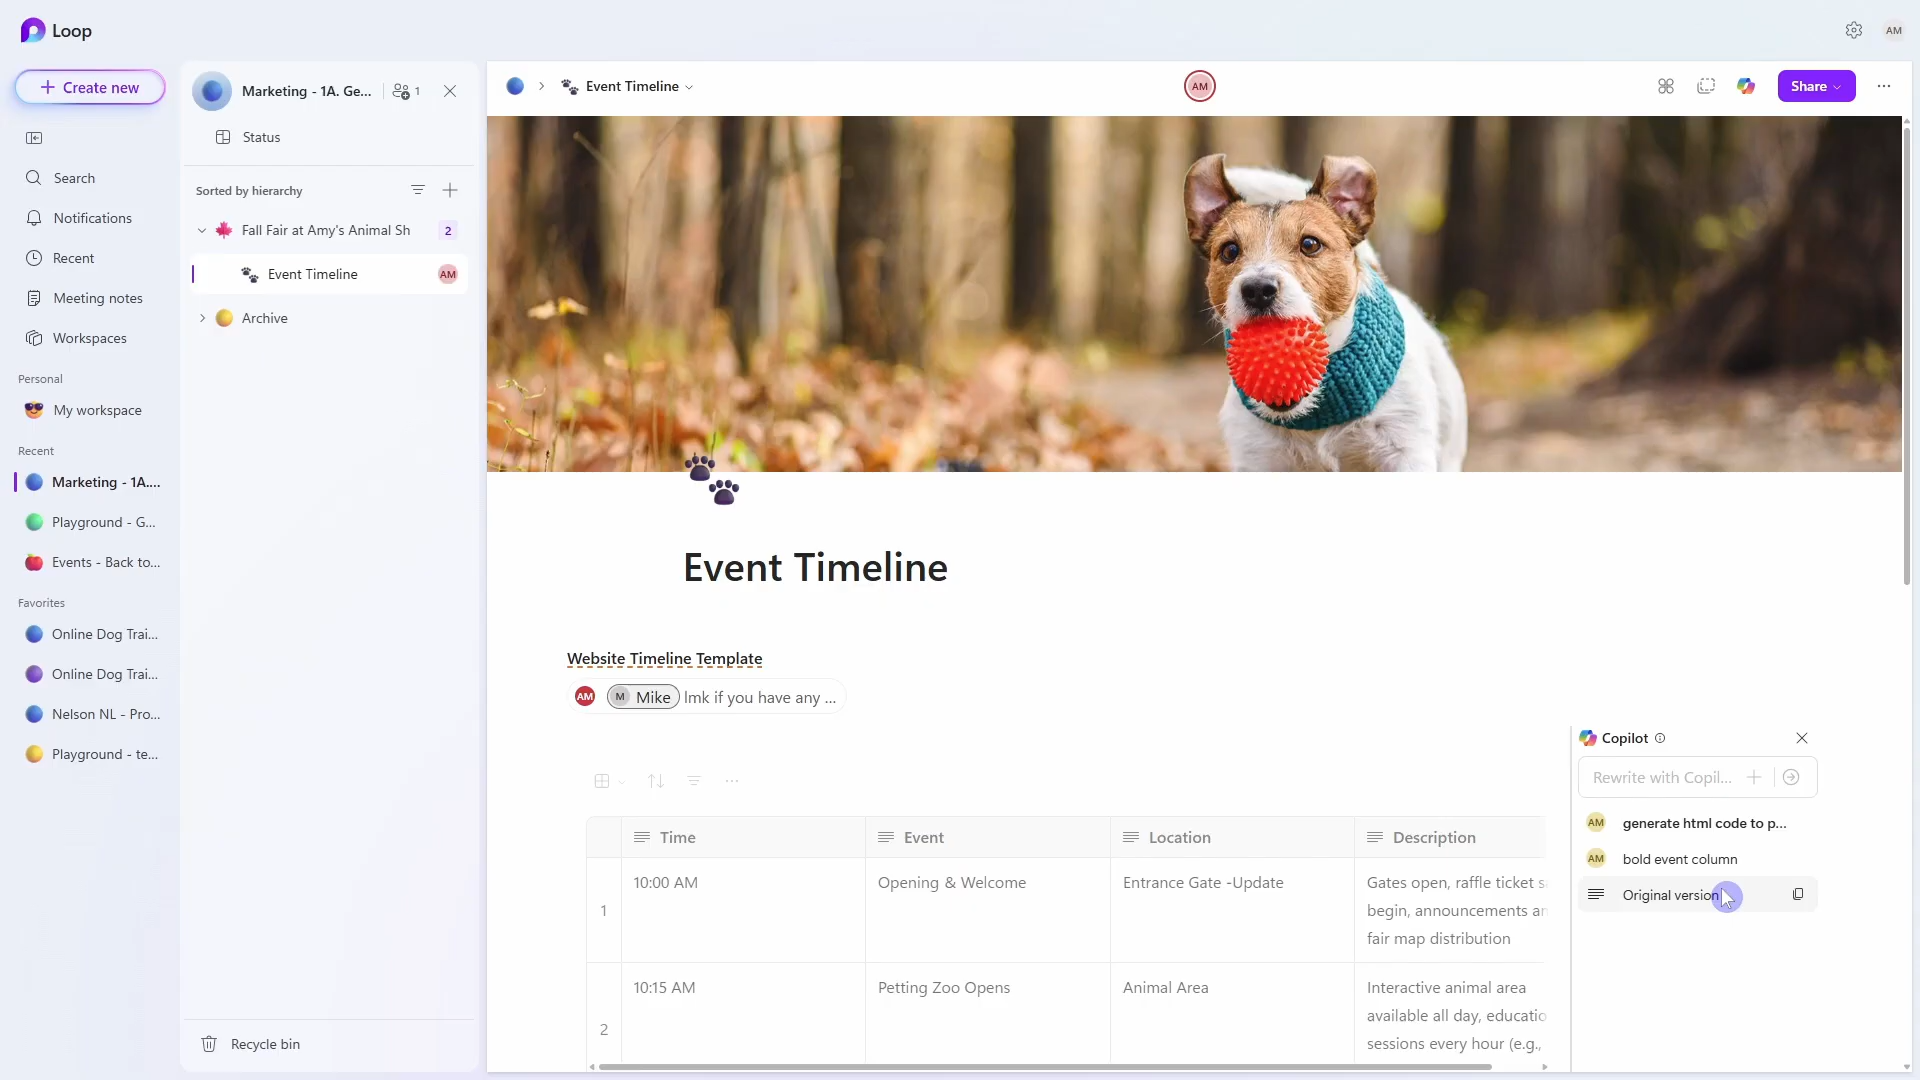 Loop
AM
Create new
Search
Notifications
Recent
Meeting notes
Workspaces
Personal
My workspace
Recent
Marketing - 1A....
Playground - G...
Events - Back to...
Favorites
Online Dog Trai...
Online Dog Trai...
Nelson NL - Pro...
Playground - te...
Marketing - 1A. Ge...
1
Status
Sorted by hierarchy
Fall Fair at Amy's Animal Sh
2
Event Timeline
AM
Archive
Recycle bin
Event Timeline
AM
Share
Event Timeline
Website Timeline Template
AM M Mike lmk if you have any ...
Time Event Location Description
1
10:00 AM
Opening & Welcome
Entrance Gate -Update
Gates open, raffle ticket s
begin, announcements an
fair map distribution
2
10:15 AM
Petting Zoo Opens
Animal Area
Interactive animal area
available all day, educatio
sessions every hour (e.g.,
Copilot
Rewrite with Copil...
AM generate html code to p...
AM bold event column
Original version